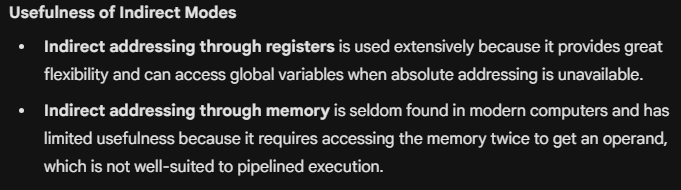 Usefulness of Indirect Modes
• Indirect addressing through registers is used extensively because it provides great
flexibility and can access global variables when absolute addressing is unavailable.
• Indirect addressing through memory is seldom found in modern computers and has
limited usefulness because it requires accessing the memory twice to get an operand,
which is not well-suited to pipelined execution.